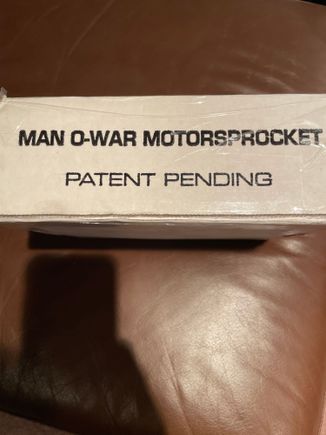 MAN O-WAR MOTORSPROCKET
PATENT PENDING